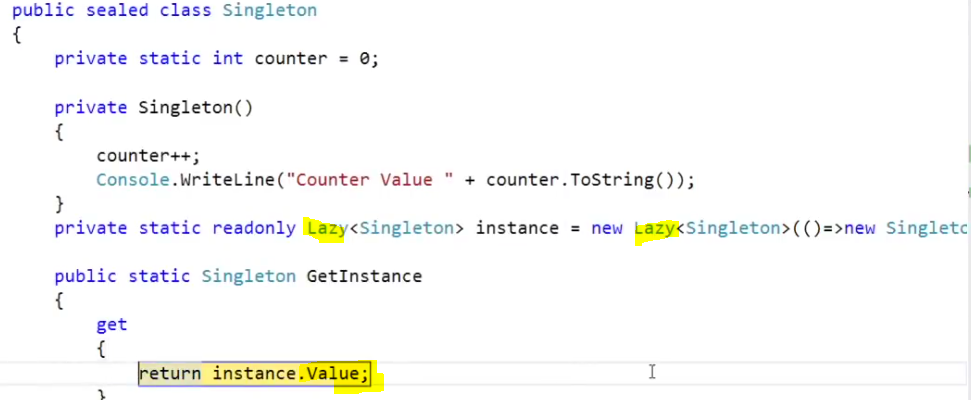 public sealed class Singleton
{
private static int counter = 0;
private Singleton()
{
counter++;
Console.WriteLine("Counter Value " + counter.ToString());
}
private static readonly Lazy<Singleton> instance = new Lazy<Singleton>(()=>new Singleto
public static Singleton GetInstance
{
get
{
return instance.Value;
}